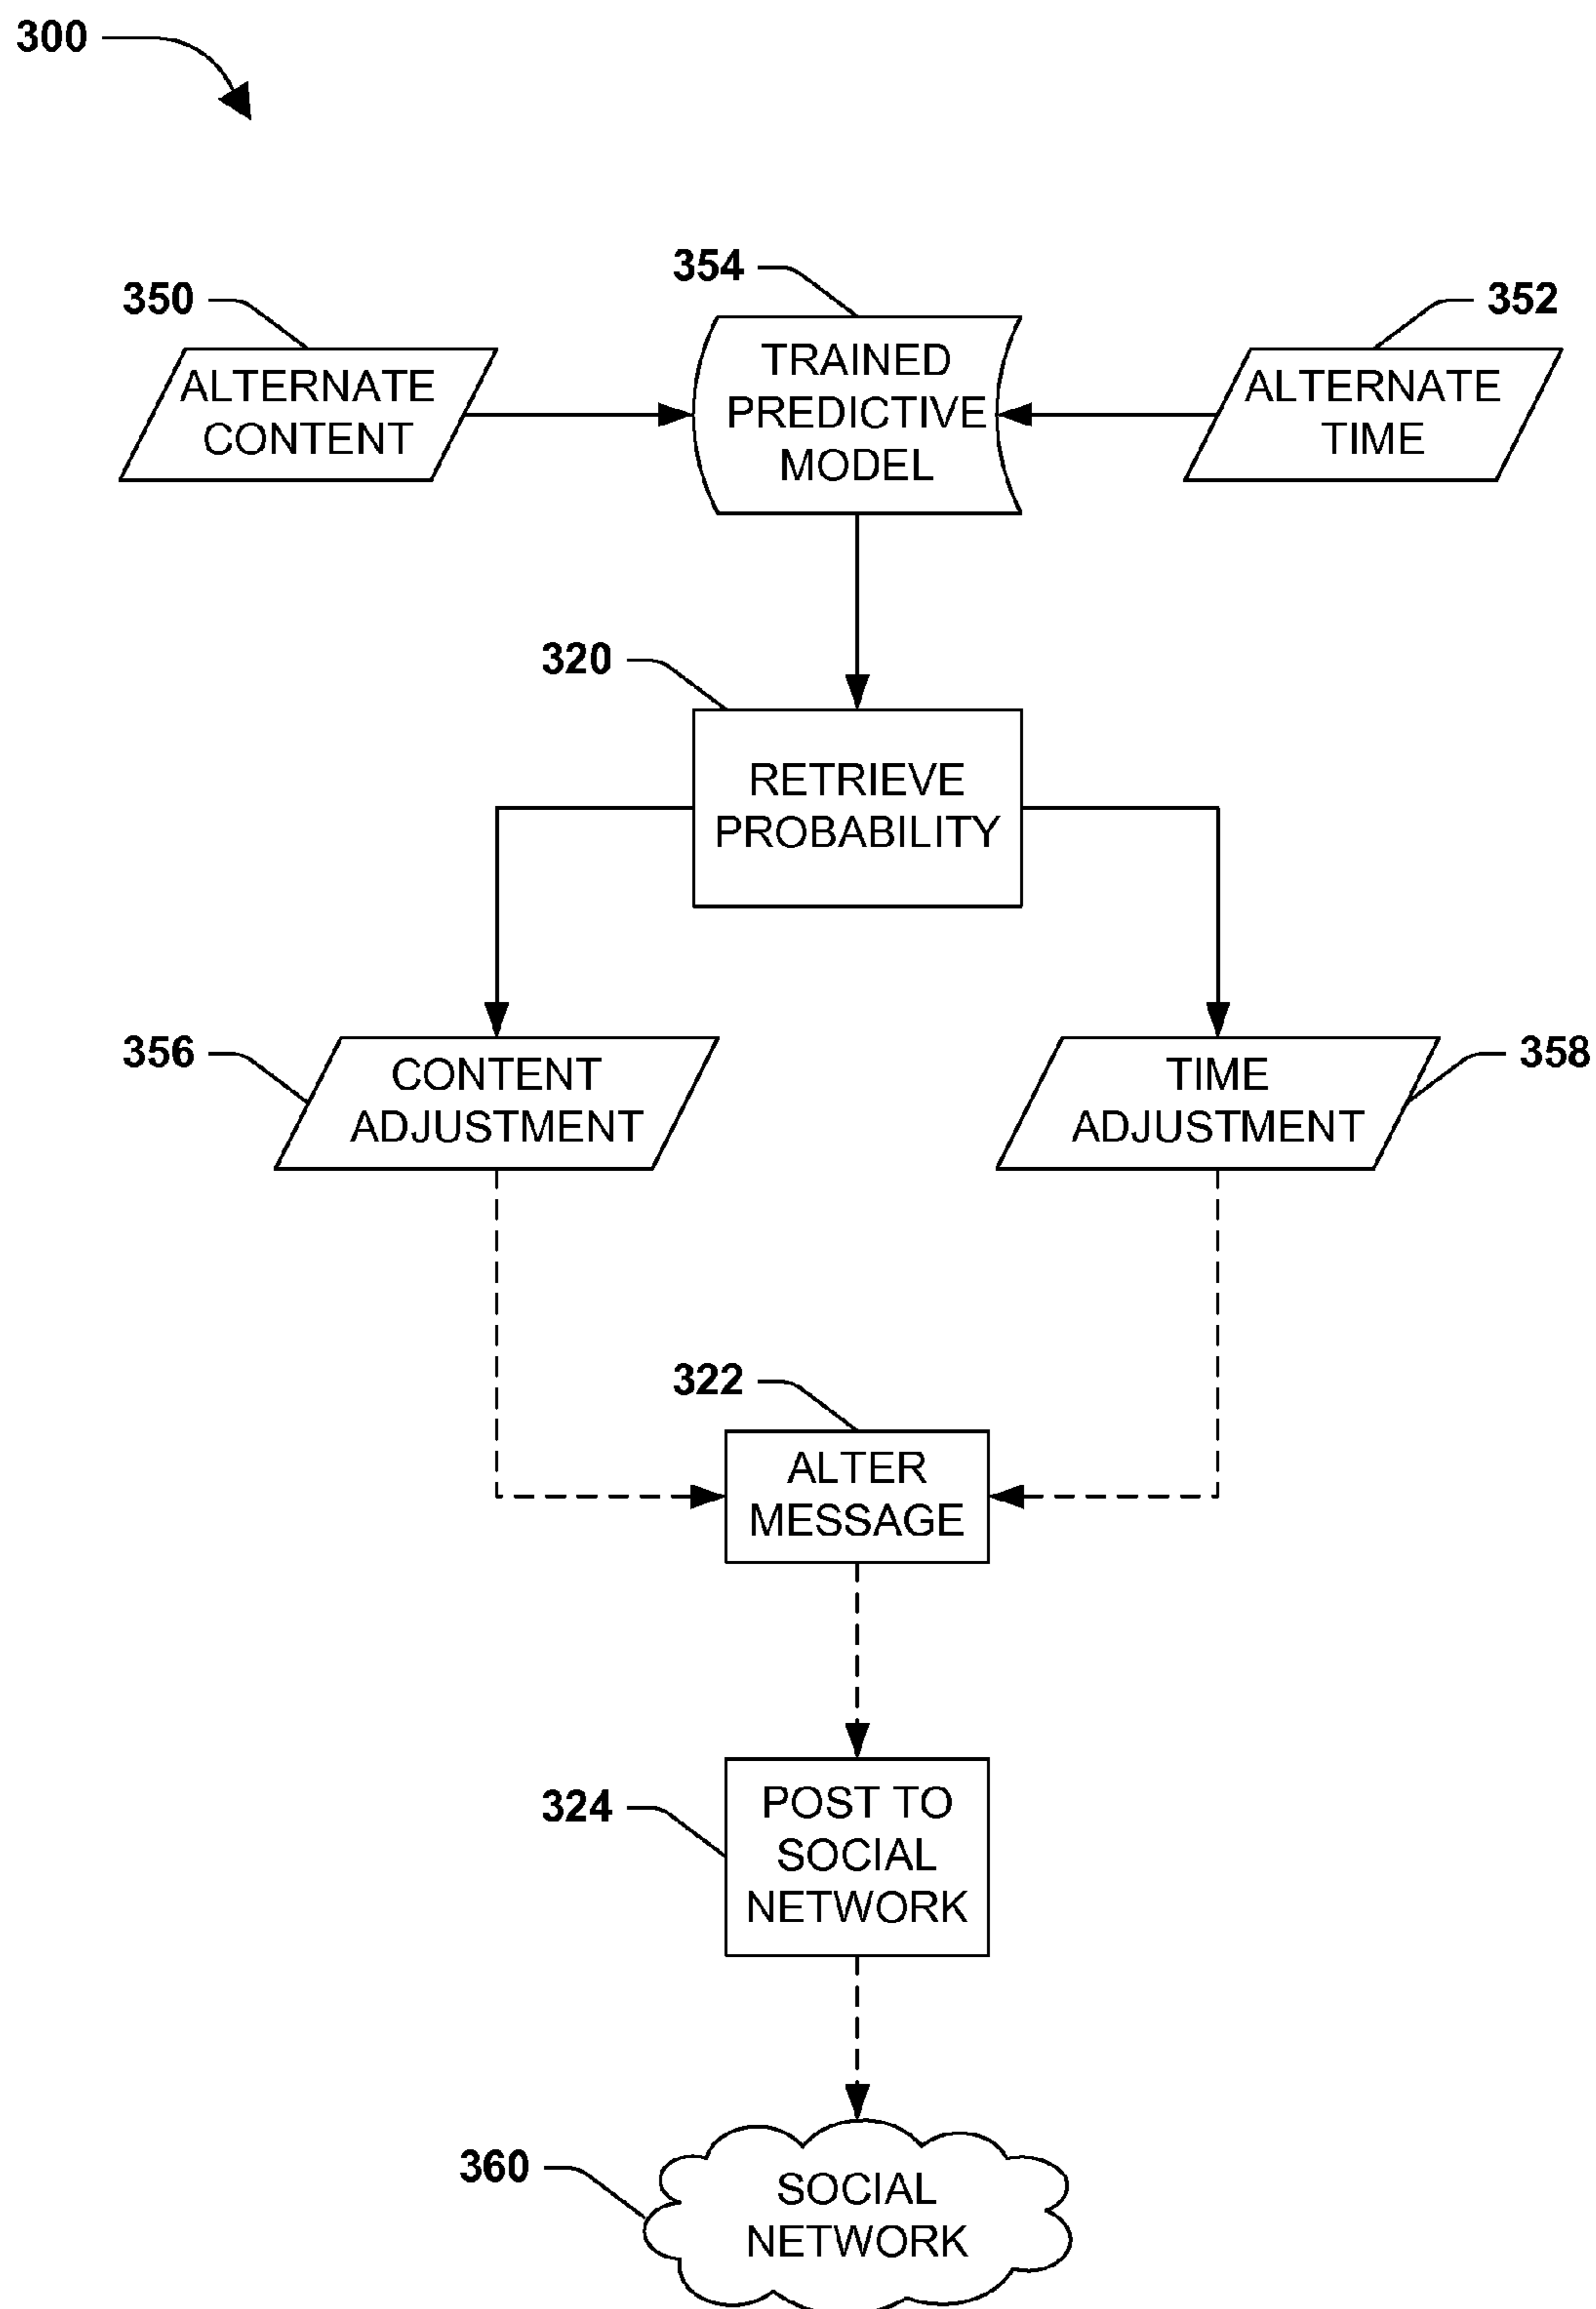 300
354
350
352
TRAINED
PREDICTIVE
MODEL
ALTERNATE
CONTENT
ALTERNATE
TIME
320
RETRIEVE
PROBABILITY
356
CONTENT
ADJUSTMENT
TIME
ADJUSTMENT
358
322
ALTER
MESSAGE
324
POST TO
SOCIAL
NETWORK
360
SOCIAL
NETWORK